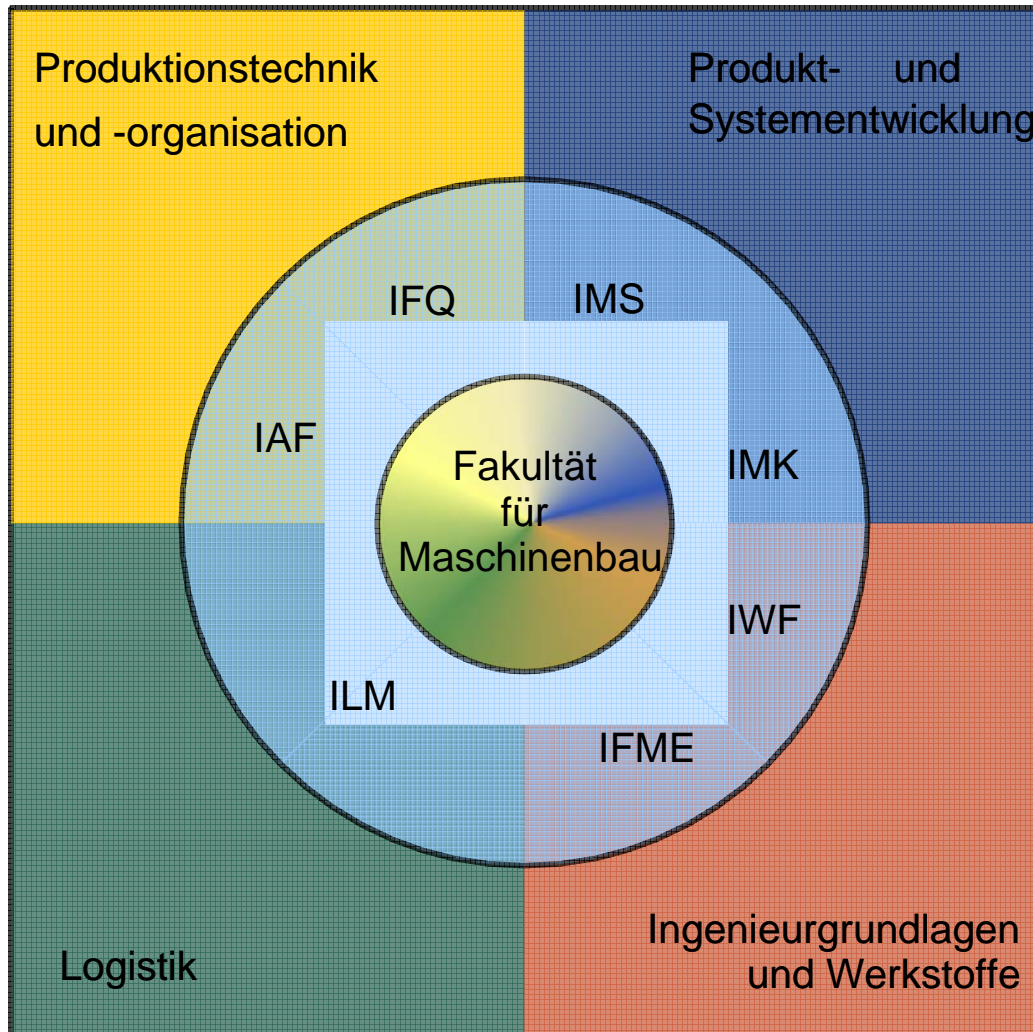 Produktionstechnik
und -organisation
Produkt- und
Systementwicklung
IFQ
IMS
IAF
IMK
Fakultät
für
Maschinenbau
IWF
ILM
IFME
Logistik
Ingenieurgrundlagen
und Werkstoffe